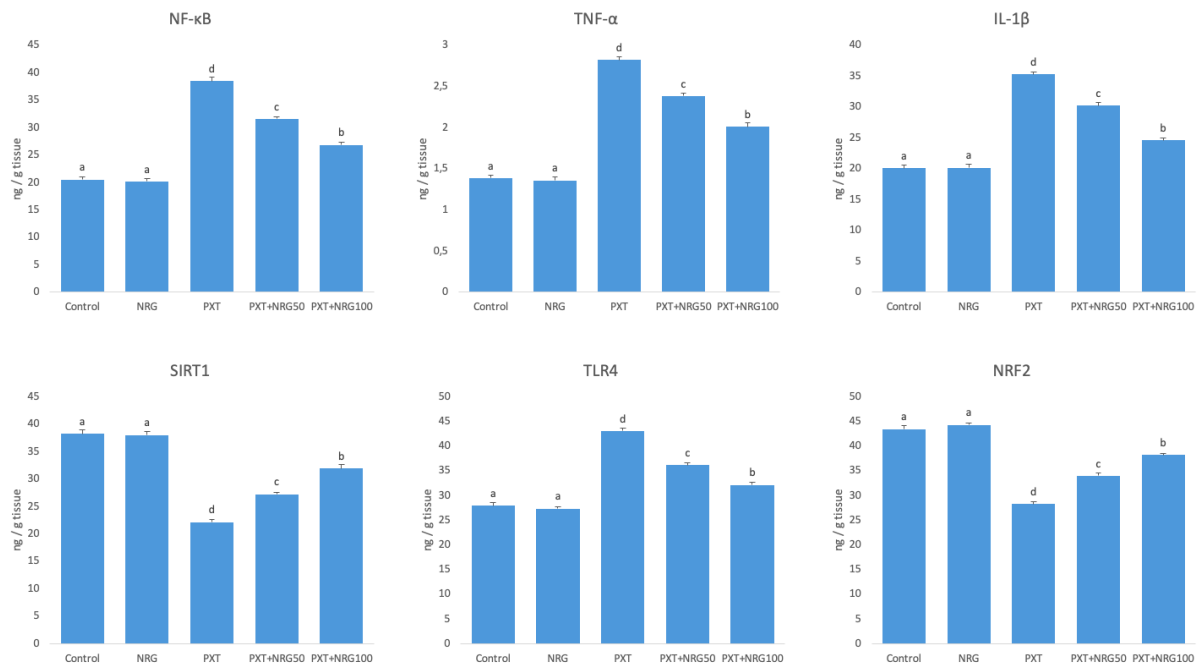 NF-κB
45
40
35
30
25
20
15
10
5
0
ng / g tissue
a
a
d
c
b
Control NRG PXT PXT+NRG50 PXT+NRG100
TNF-α
3
2,5
2
1,5
1
0,5
0
ng / g tissue
a
a
d
c
b
Control NRG PXT PXT+NRG50 PXT+NRG100
IL-1β
40
35
30
25
20
15
10
5
0
ng / g tissue
a
a
d
c
b
Control NRG PXT PXT+NRG50 PXT+NRG100
SIRT1
45
40
35
30
25
20
15
10
5
0
ng / g tissue
a
a
d
c
b
Control NRG PXT PXT+NRG50 PXT+NRG100
TLR4
50
45
40
35
30
25
20
15
10
5
0
ng / g tissue
a
a
d
c
b
Control NRG PXT PXT+NRG50 PXT+NRG100
NRF2
50
45
40
35
30
25
20
15
10
5
0
ng / g tissue
a
a
d
c
b
Control NRG PXT PXT+NRG50 PXT+NRG100